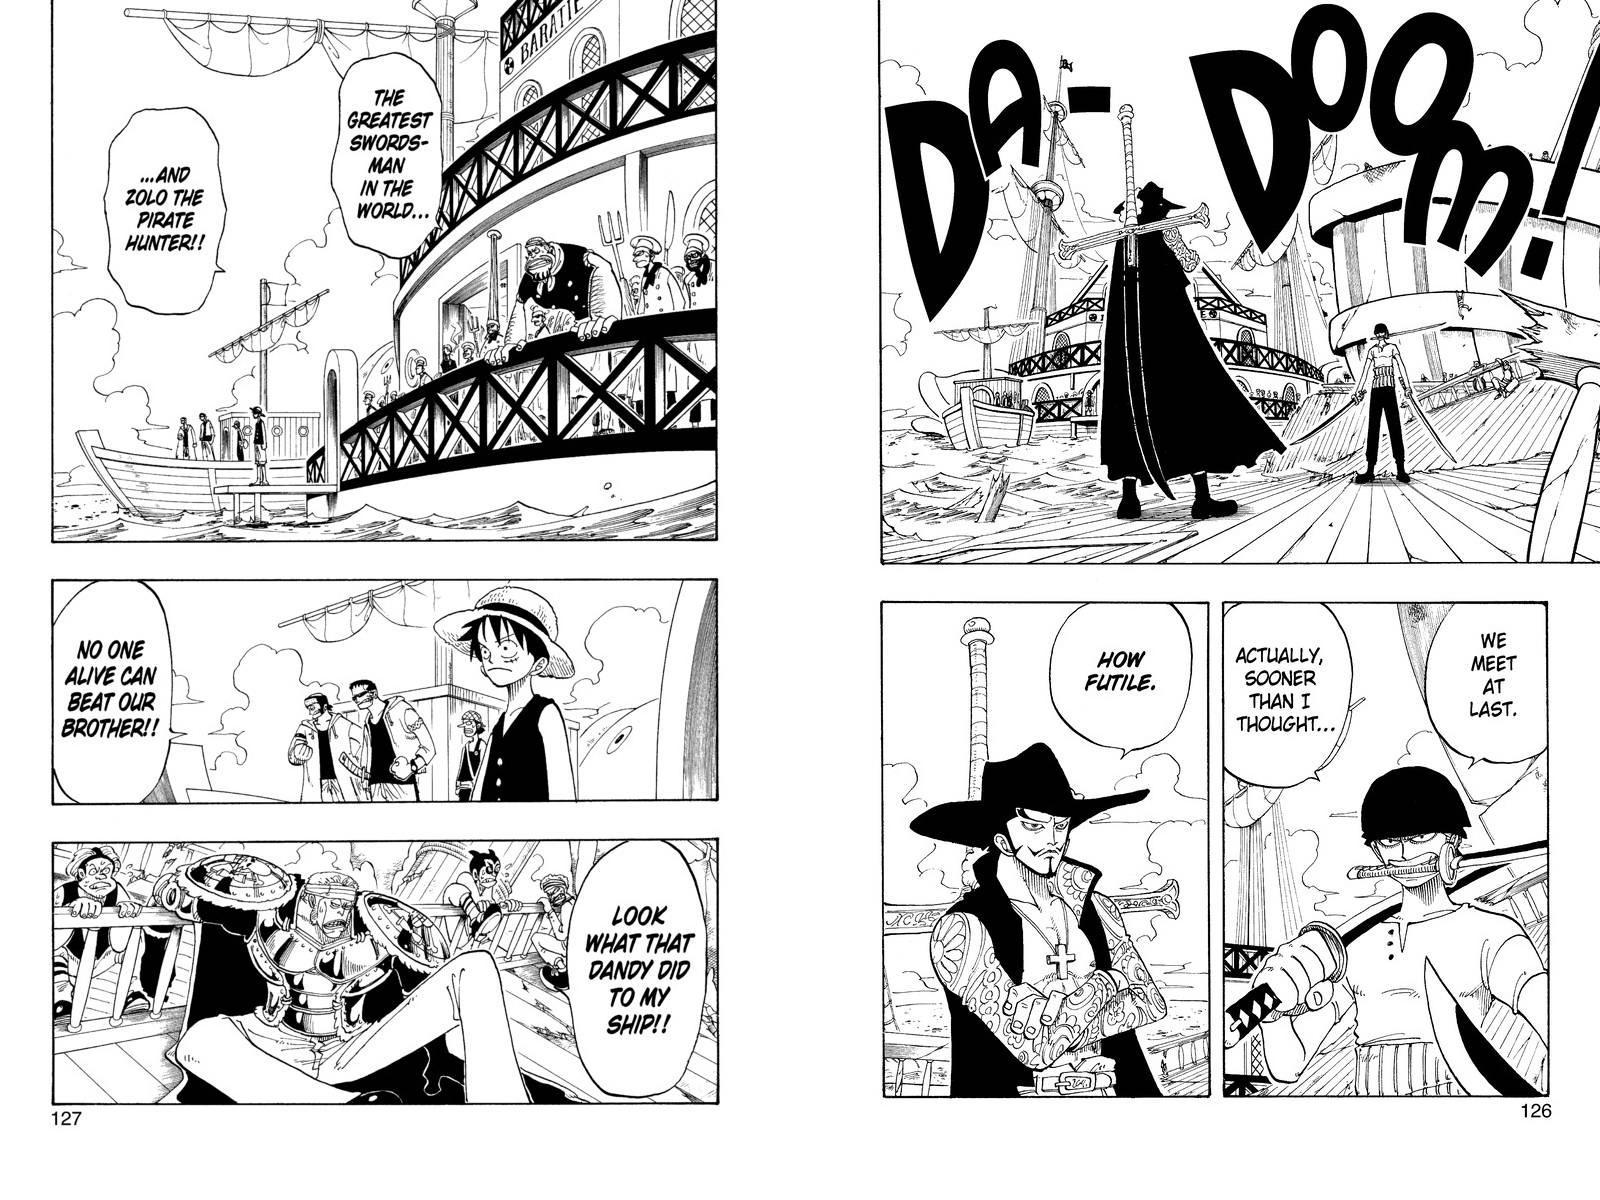 DA-DOOM!
WE
MEET
AT
LAST.
ACTUALLY,
SOONER
THAN I
THOUGHT...
HOW
FUTILE.
126
BARATIE
THE
GREATEST
SWORDS-
MAN
IN THE
WORLD...
...AND
ZOLO THE
PIRATE
HUNTER!!
NO ONE
ALIVE CAN
BEAT OUR
BROTHER!!
LOOK
WHAT THAT
DANDY DID
TO MY
SHIP!!
127